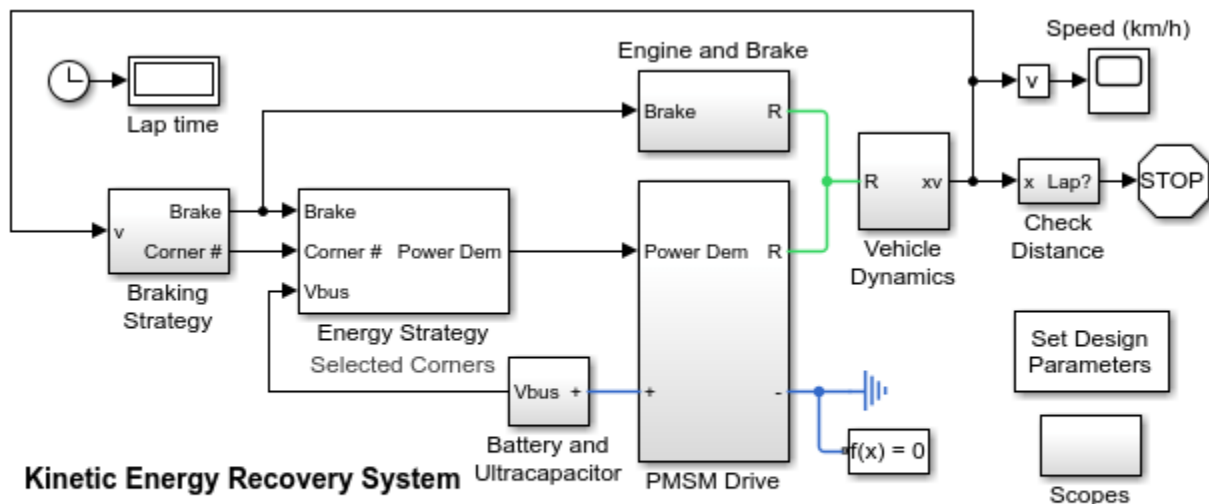 Speed (km/h)
Engine and Brake
v
Lap time
Brake R
R xv
x Lap?
STOP
Check
Distance
Vehicle
Dynamics
Brake
v
Corner #
Braking
Strategy
Brake
Corner # Power Dem
Vbus
Energy Strategy
Selected Corners
Power Dem R
+ -
PMSM Drive
Vbus +
Battery and
Ultracapacitor
f(x) = 0
Set Design
Parameters
Scopes
Kinetic Energy Recovery System